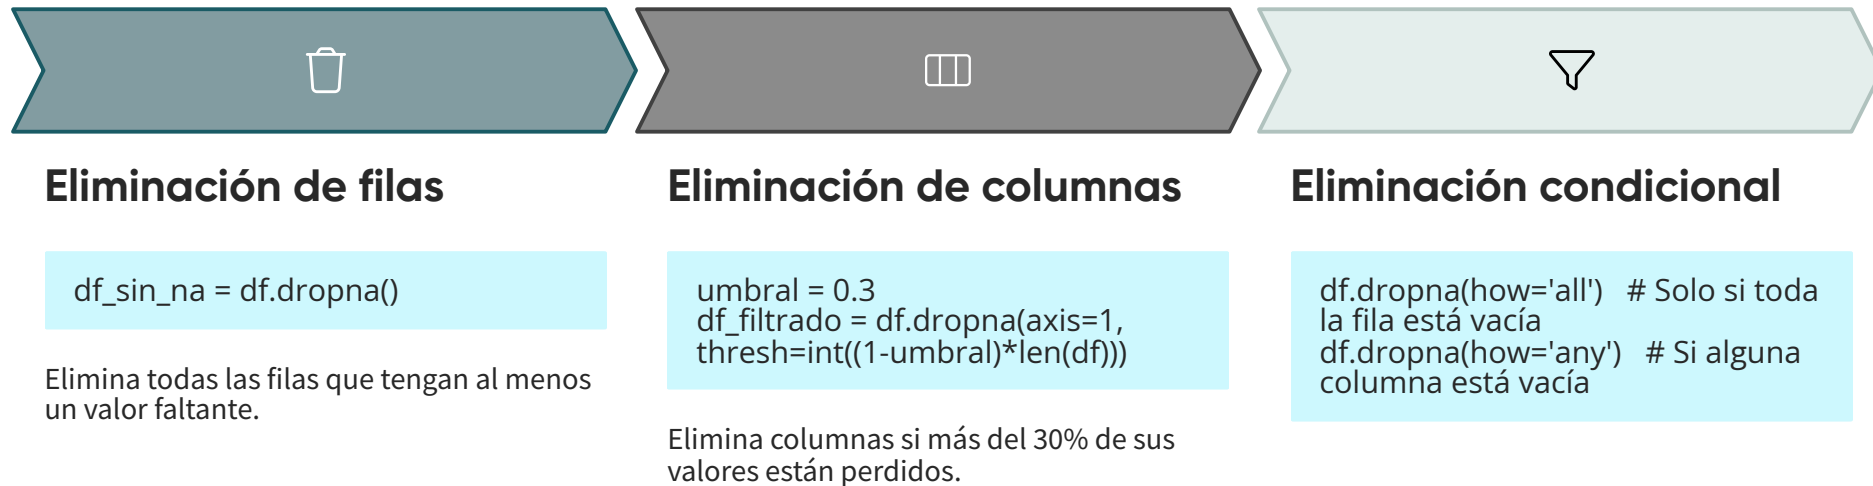 Eliminación de filas
df_sin_na = df.dropna()
Elimina todas las filas que tengan al menos
un valor faltante.
Eliminación de columnas
umbral = 0.3
df_filtrado = df.dropna(axis=1,
thresh=int((1-umbral)*len(df)))
Elimina columnas si más del 30% de sus
valores están perdidos.
Eliminación condicional
df.dropna(how='all')   # Solo si toda
la fila está vacía
df.dropna(how='any')   # Si alguna
columna está vacía